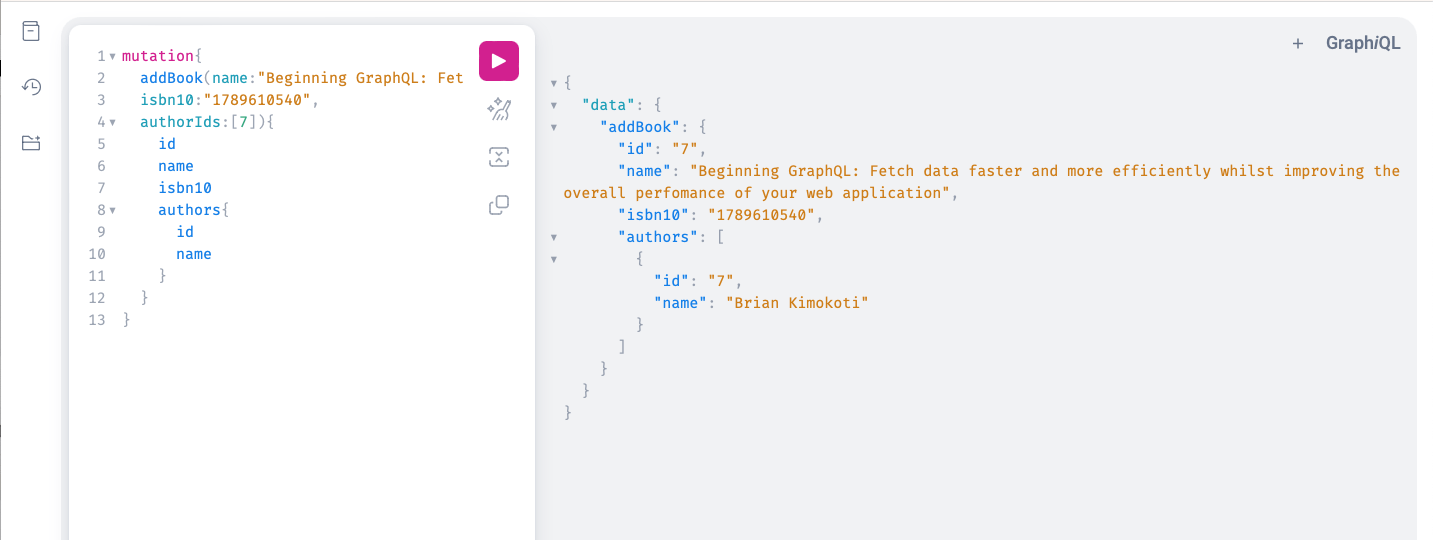 1 mutation{
2 addBook(name:"Beginning GraphQL: Fet
3 isbn10:"1789610540",
4 authorIds:[7]){
5 id
6 name
7 isbn10
8 authors{
9 id
10 name
11 }
12 }
13 }
+ GraphiQL
{
"data": {
"addBook": {
"id": "7",
"name": "Beginning GraphQL: Fetch data faster and more efficiently whilst improving the
overall perfomance of your web application",
"isbn10": "1789610540",
"authors": [
{
"id": "7",
"name": "Brian Kimokoti"
}
]
}
}
}